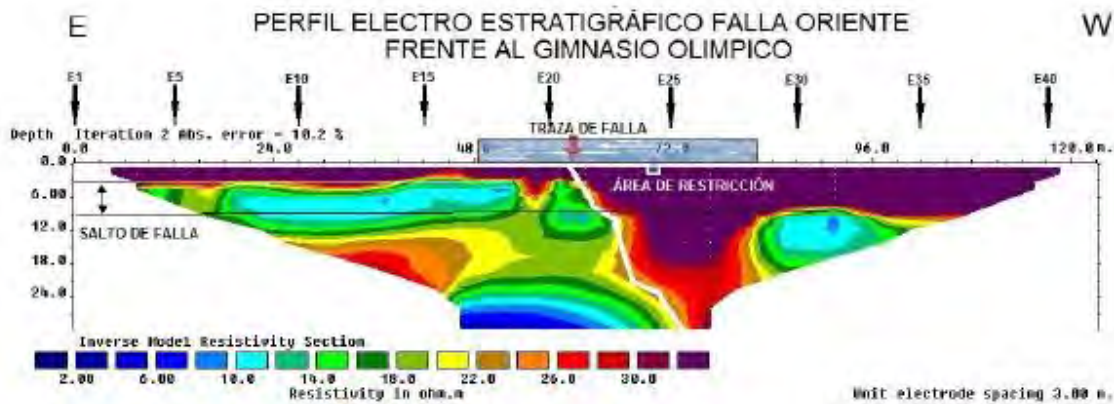 E PERFIL ELECTRO ESTRATIGRÁFICO FALLA ORIENTE W
FRENTE AL GIMNASIO OLIMPICO
E1 E5 E10 E15 E20 E25 E30 E35 E40
Depth Iteration 2 Abs. error = 10.2 % TRAZA DE FALLA
0.0 24.0 48.0 72.0 96.0 120.0 m.
0.0
6.00 ÁREA DE RESTRICCIÓN
12.0
SALTO DE FALLA
18.0
24.0
Inverse Model Resistivity Section
2.00 6.00 10.0 14.0 18.0 22.0 26.0 30.0
Resistivity in ohm.m Unit electrode spacing 3.00 m.